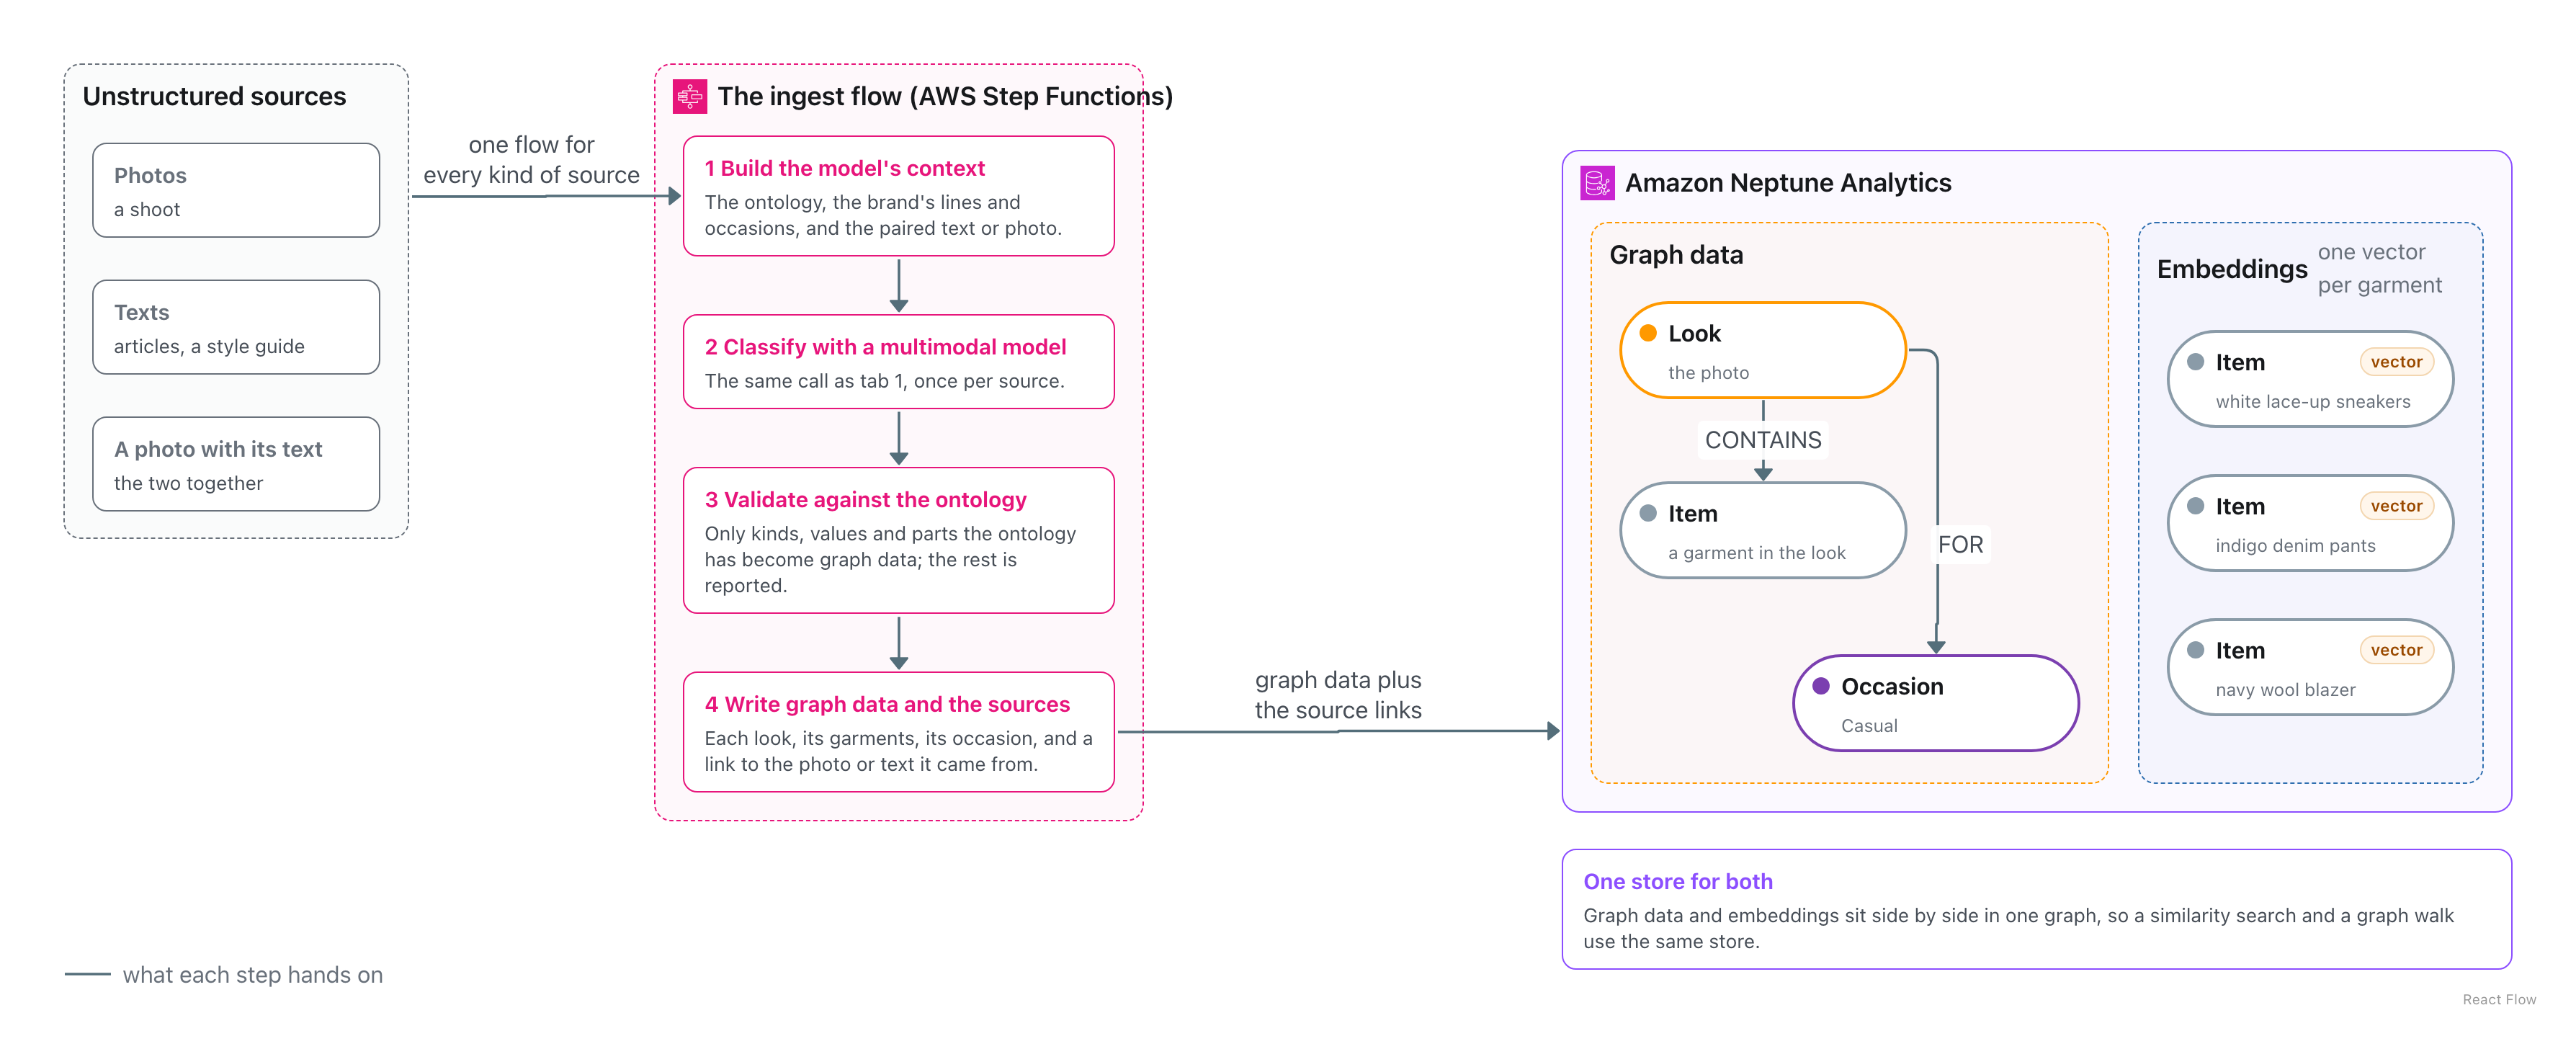 Unstructured sources
Photos
a shoot
Texts
articles, a style guide
A photo with its text
the two together
one flow for
every kind of source
The ingest flow (AWS Step Functions)
1 Build the model's context
The ontology, the brand's lines and
occasions, and the paired text or photo.
2 Classify with a multimodal model
The same call as tab 1, once per source.
3 Validate against the ontology
Only kinds, values and parts the ontology
has become graph data; the rest is
reported.
4 Write graph data and the sources
Each look, its garments, its occasion, and a
link to the photo or text it came from.
graph data plus
the source links
Amazon Neptune Analytics
Graph data
Look
the photo
CONTAINS
Item
a garment in the look
FOR
Occasion
Casual
Embeddings
one vector
per garment
Item
vector
white lace-up sneakers
Item
vector
indigo denim pants
Item
vector
navy wool blazer
One store for both
Graph data and embeddings sit side by side in one graph, so a similarity search and a graph walk
use the same store.
what each step hands on
React Flow